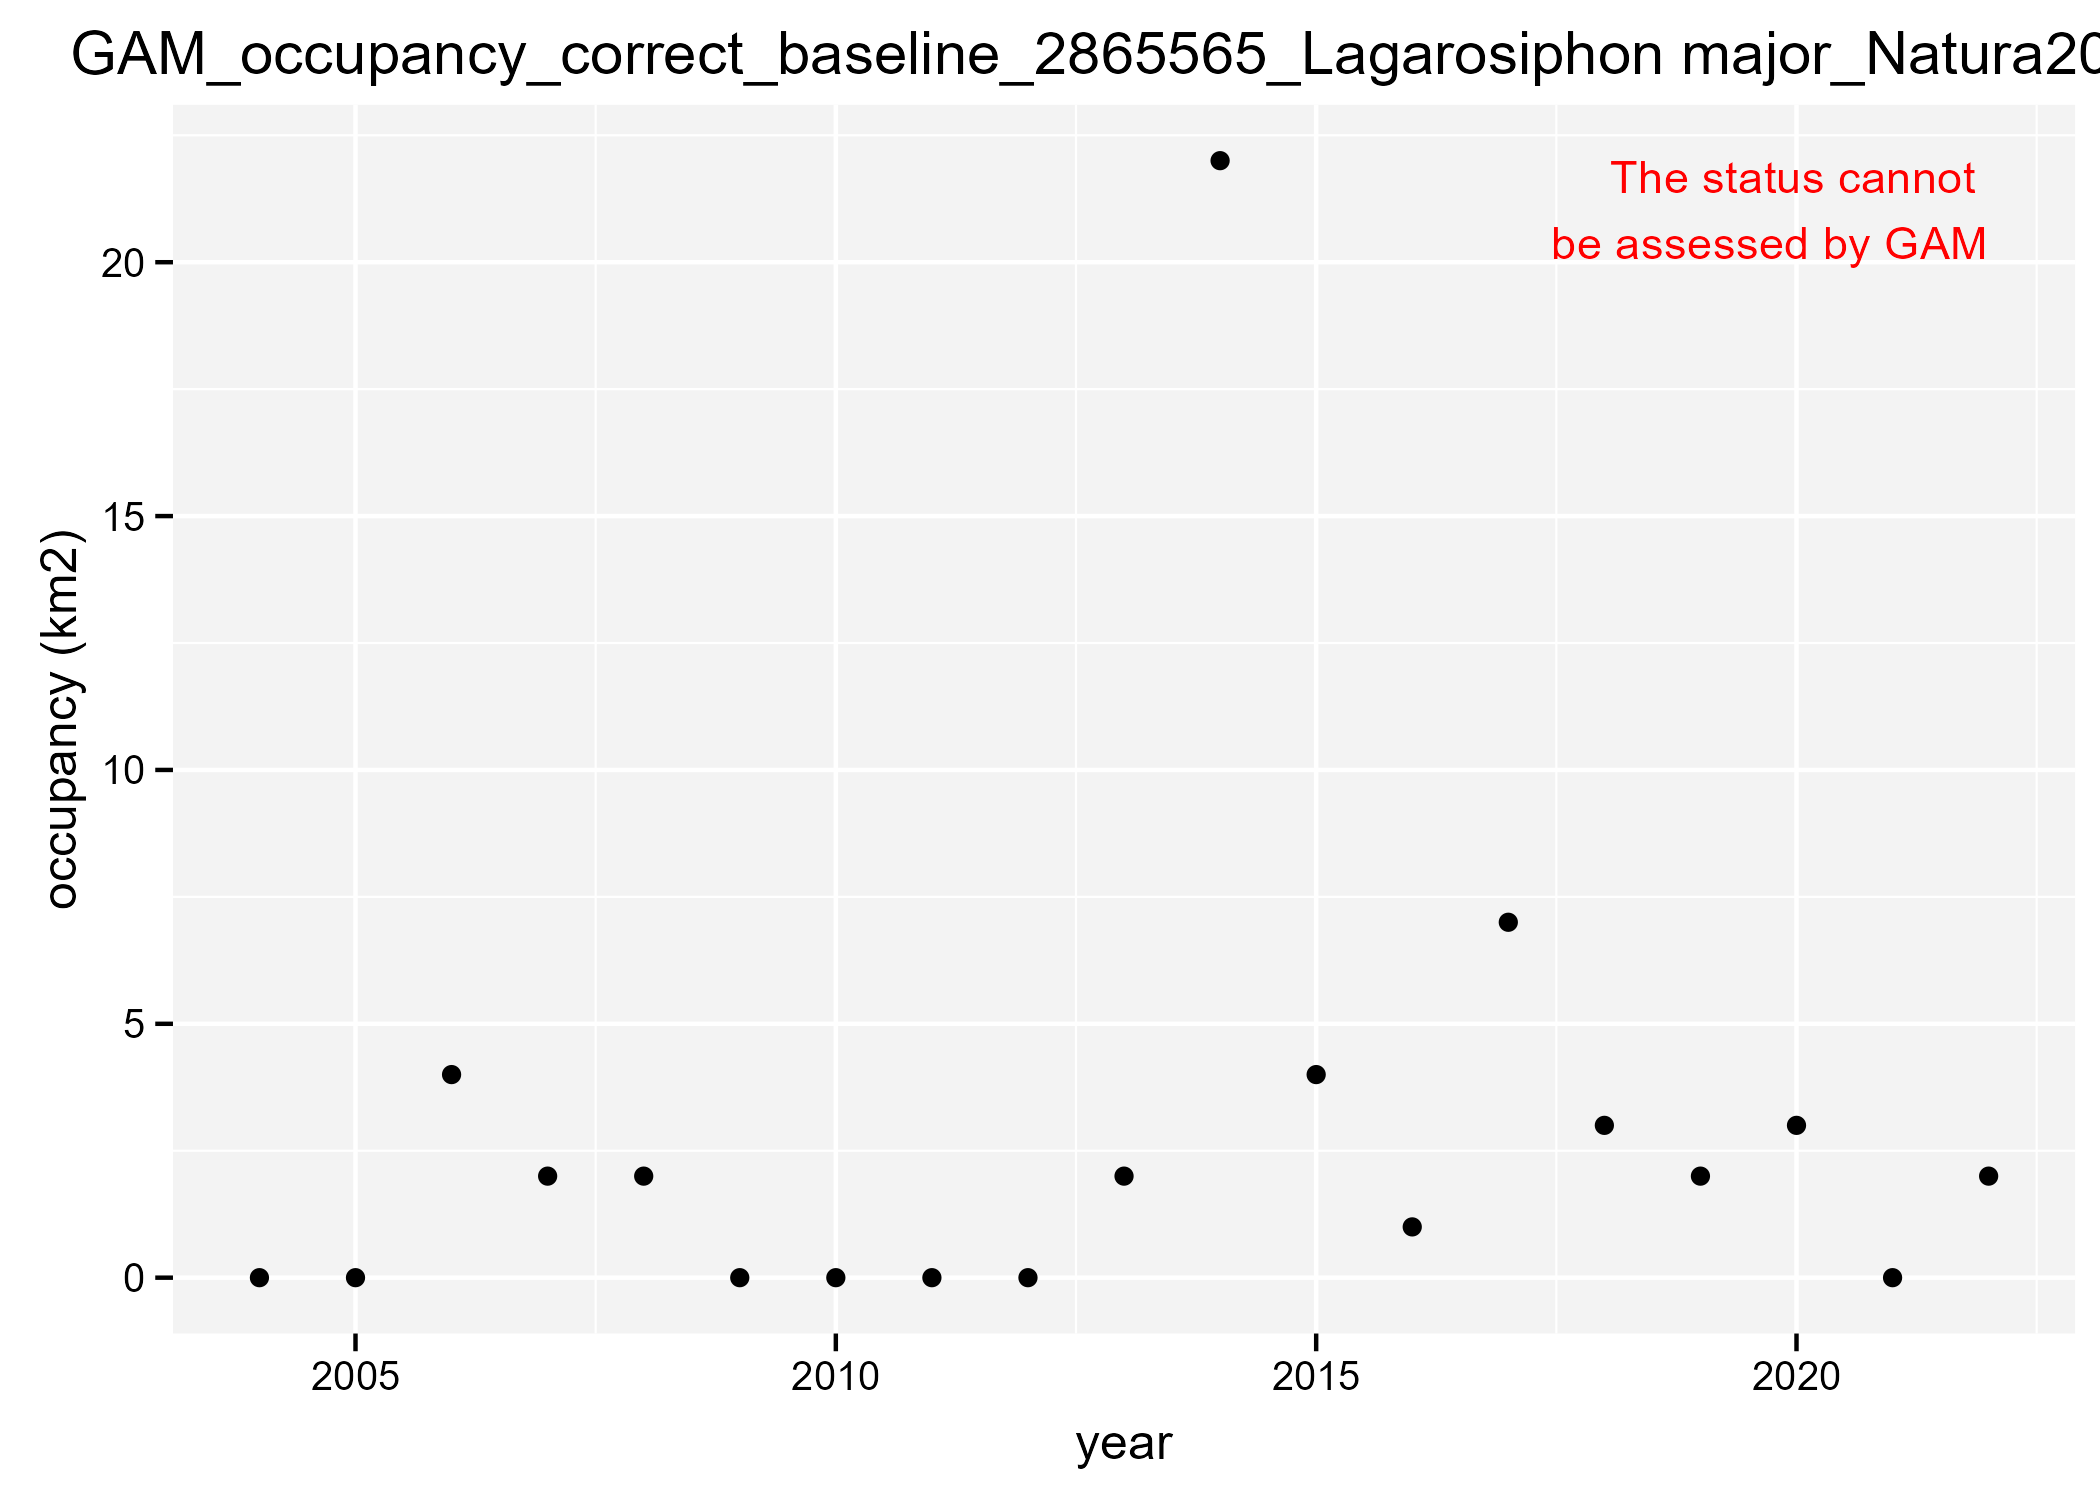 GAM_occupancy_correct_baseline_2865565_Lagarosiphon major_Natura20
The status cannot
be assessed by GAM
20
15
10
5
0
occupancy (km2)
2005 2010 2015 2020
year